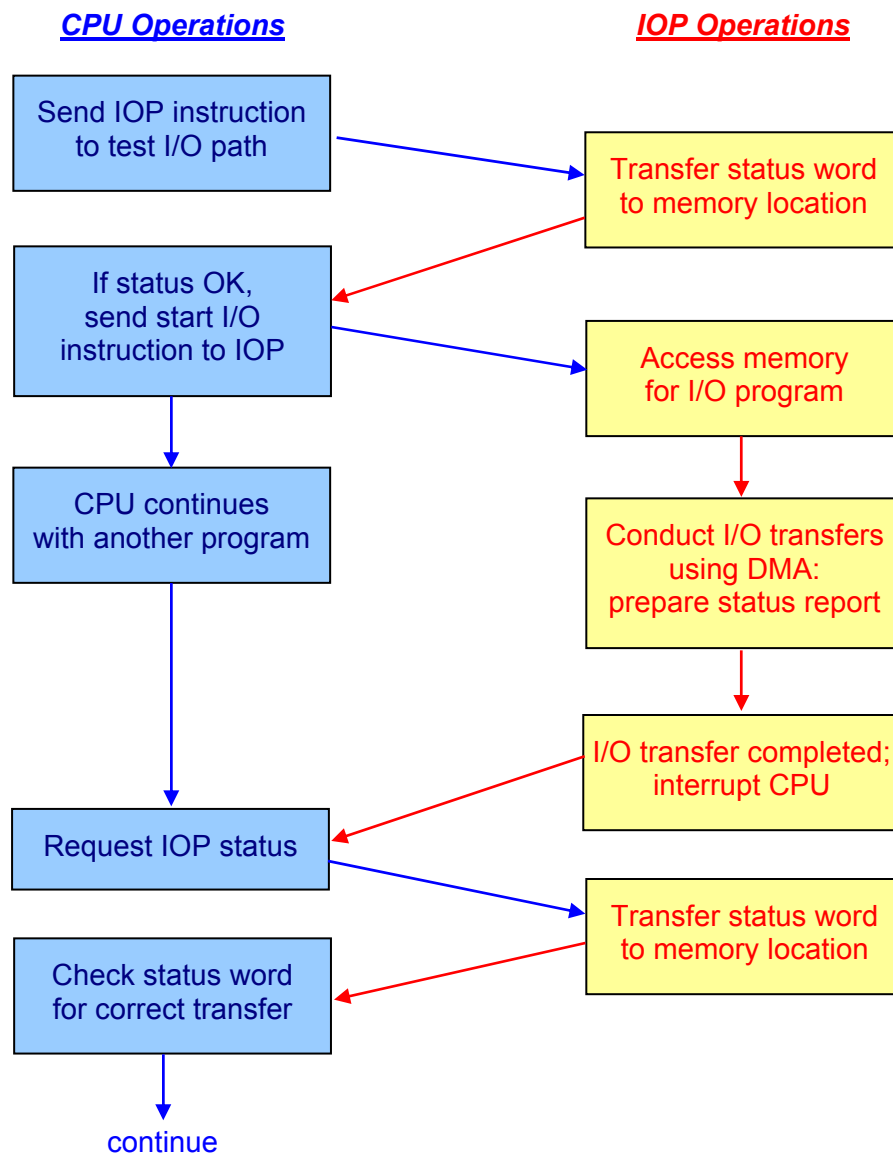 CPU Operations
IOP Operations
Send IOP instruction
to test I/O path
Transfer status word
to memory location
If status OK,
send start I/O
instruction to IOP
Access memory
for I/O program
CPU continues
with another program
Conduct I/O transfers
using DMA:
prepare status report
I/O transfer completed;
interrupt CPU
Request IOP status
Transfer status word
to memory location
Check status word
for correct transfer
continue